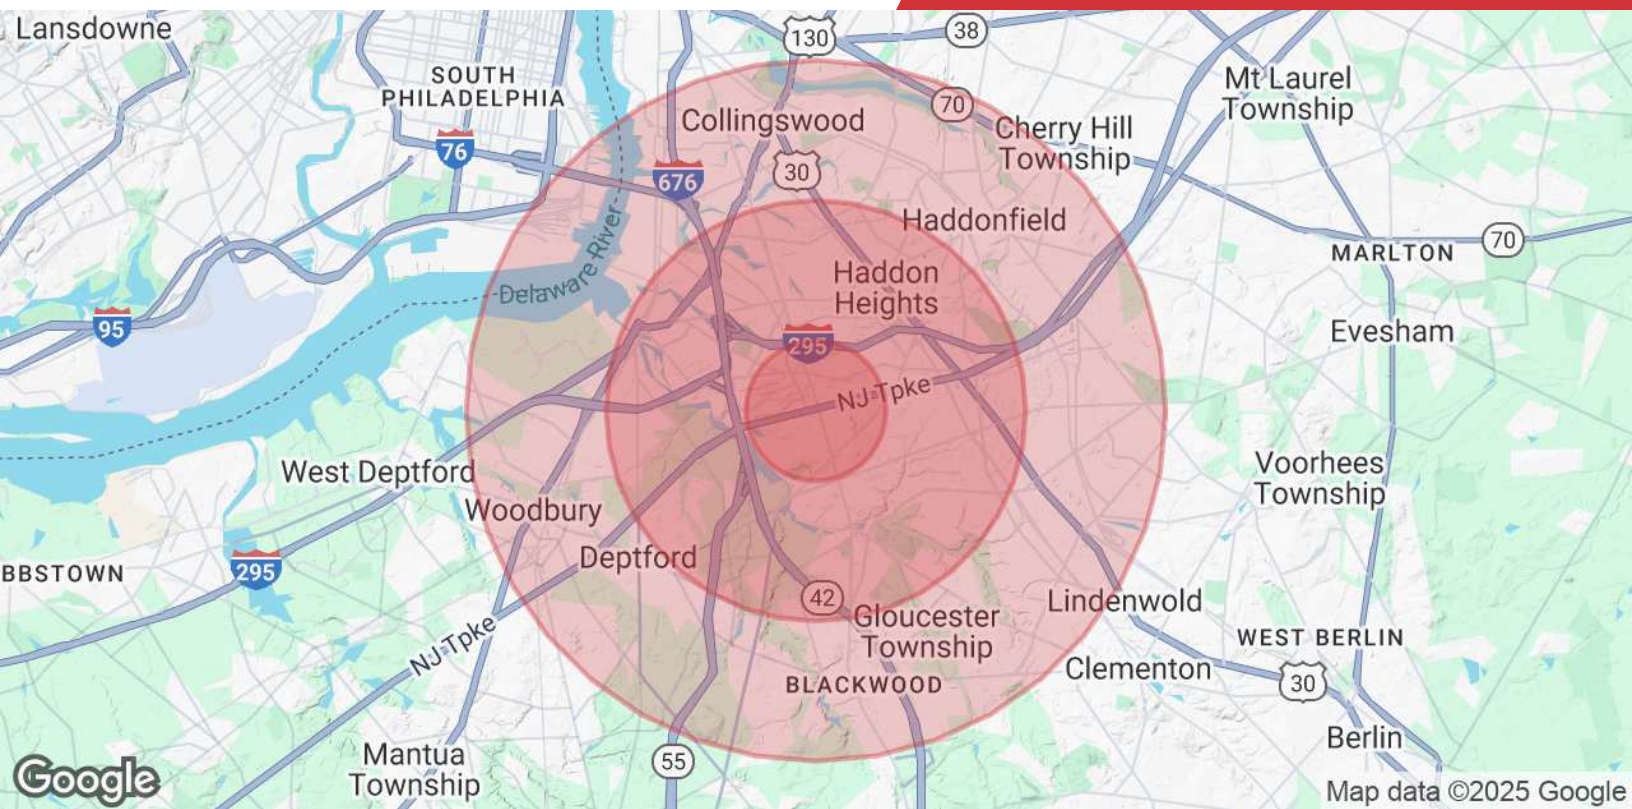 Lansdowne
130
38
SOUTH
PHILADELPHIA
Mt Laurel
Township
70
Collingswood
Cherry Hill
Township
76
676
30
Haddonfield
Delaware River
MARLTON
70
Haddon
Heights
95
295
Evesham
NJ Tpke
West Deptford
Voorhees
Township
Woodbury
Deptford
BBSTOWN
295
42
Gloucester
Township
Lindenwold
NJ Tpke
WEST BERLIN
BLACKWOOD
Clementon
30
Berlin
Mantua
Township
55
Google
Map data ©2025 Google